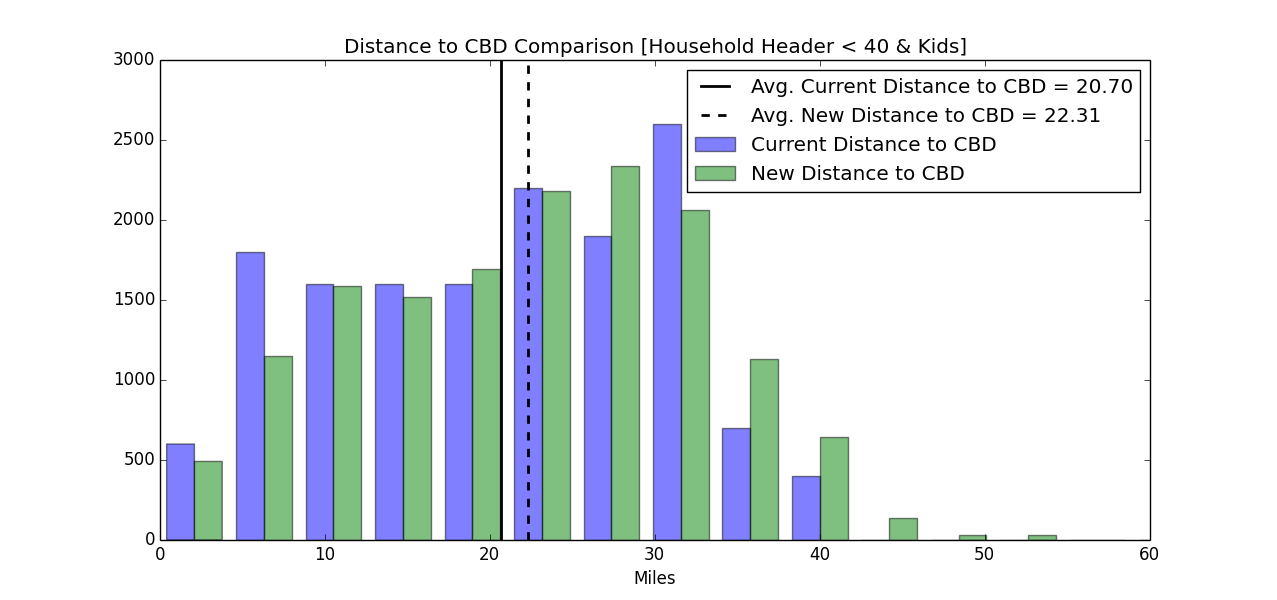 Distance to CBD Comparison [Household Header < 40 & Kids]
3000
2500
2000
1500
1000
500
0
Avg. Current Distance to CBD = 20.70
Avg. New Distance to CBD = 22.31
Current Distance to CBD
New Distance to CBD
0 10 20 30 40 50 60
Miles